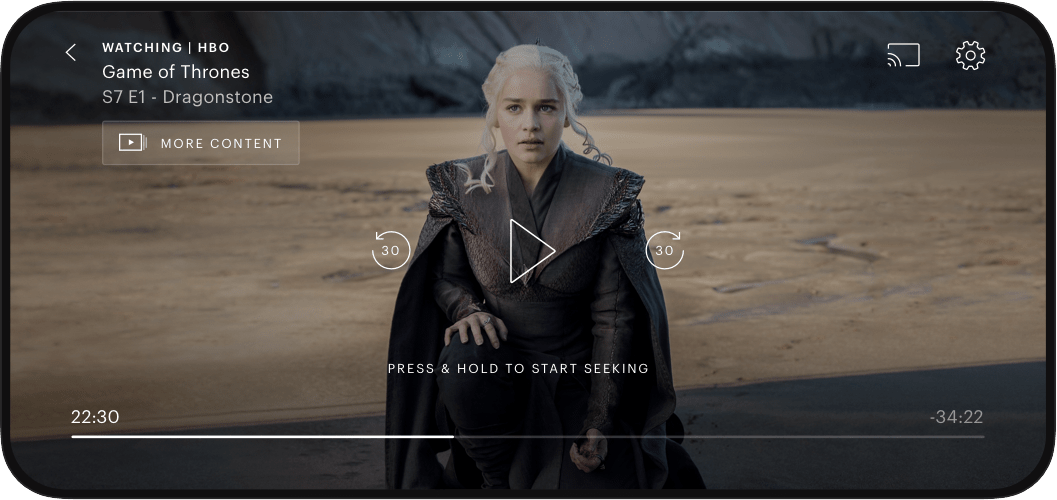 WATCHING | HBO
Game of Thrones
S7 E1 - Dragonstone
MORE CONTENT
30
30
PRESS & HOLD TO START SEEKING
22:30
-34:22